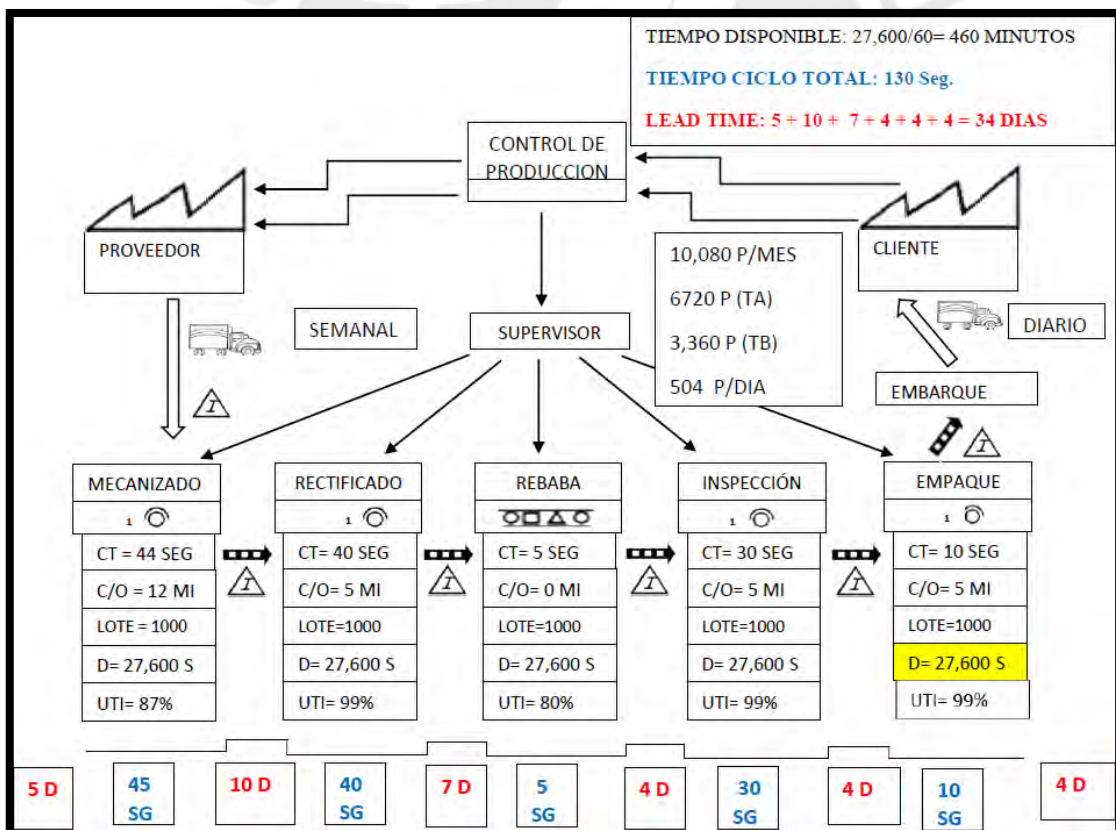 TIEMPO DISPONIBLE: 27,600/60= 460 MINUTOS
TIEMPO CICLO TOTAL: 130 Seg.
LEAD TIME: 5 + 10 + 7 + 4 + 4 + 4 = 34 DIAS
CONTROL DE
PRODUCCION
PROVEEDOR
CLIENTE
10,080 P/MES
6720 P (TA)
3,360 P (TB)
504 P/DIA
SEMANAL
SUPERVISOR
DIARIO
EMBARQUE
I
I
MECANIZADO
1
CT = 44 SEG
C/O = 12 MI
LOTE = 1000
D= 27,600 S
UTI= 87%
I
RECTIFICADO
1
CT= 40 SEG
C/O= 5 MI
LOTE=1000
D= 27,600 S
UTI= 99%
I
REBABA
CT= 5 SEG
C/O= 0 MI
LOTE=1000
D= 27,600 S
UTI= 80%
I
INSPECCIÓN
1
CT= 30 SEG
C/O= 5 MI
LOTE=1000
D= 27,600 S
UTI= 99%
I
EMPAQUE
1
CT= 10 SEG
C/O= 5 MI
LOTE=1000
D= 27,600 S
UTI= 99%
5 D
45
SG
10 D
40
SG
7 D
5
SG
4 D
30
SG
4 D
10
SG
4 D